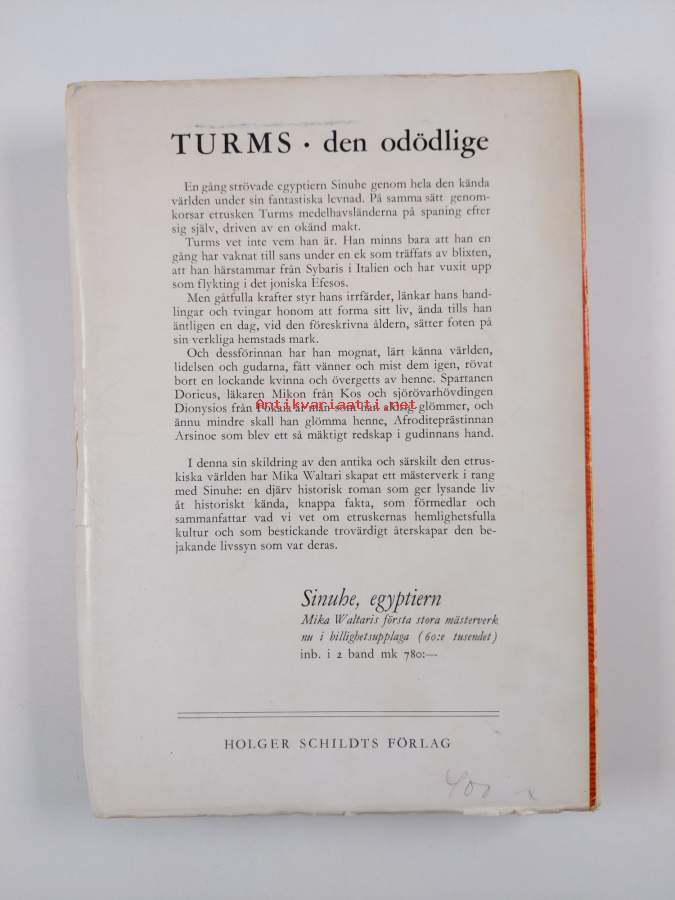 TURMS · den odödlige
En gång strövade egyptiern Sinuhe genom hela den kända
världen under sin fantastiska levnad. På samma sätt genom-
korsar etrusken Turms medelhavsländerna på spaning efter
sig själv, driven av en okänd makt.
Turms vet inte vem han är. Han minns bara att han en
gång har vaknat till sans under en ek som träffats av blixten,
att han härstammar från Sybaris i Italien och har vuxit upp
som flykting i det joniska Efesos.
Men gåtfulla krafter styr hans irrfärder, länkar hans hand-
lingar och tvingar honom att forma sitt liv, ända tills han
äntligen en dag, vid den föreskrivna åldern, sätter foten på
sin verkliga hemstads mark.
Och dessförinnan har han mognat, lärt känna världen,
lidelsen och gudarna, fått vänner och mist dem igen, rövat
bort en lockande kvinna och övergetts av henne. Spartanen
Dorieus, läkaren Mikon från Kos och sjörövarhövdingen
Antikvariaatti.net
Dionysios från Fokaia är män som han aldrig glömmer, och
ännu mindre skall han glömma henne, Afroditeprästinnan
Arsinoe som blev ett så mäktigt redskap i gudinnans hand.
I denna sin skildring av den antika och särskilt den etrus-
kiska världen har Mika Waltari skapat ett mästerverk i rang
med Sinuhe: en djärv historisk roman som ger lysande liv
åt historiskt kända, knappa fakta, som förmedlar och
sammanfattar vad vi vet om etruskernas hemlighetsfulla
kultur och som bestickande trovärdigt återskapar den be-
jakande livssyn som var deras.
Sinuhe, egyptiern
Mika Waltaris första stora mästerverk
nu i billighetsupplaga (60:e tusendet)
inb. i 2 band mk 780:—
HOLGER SCHILDTS FÖRLAG
400